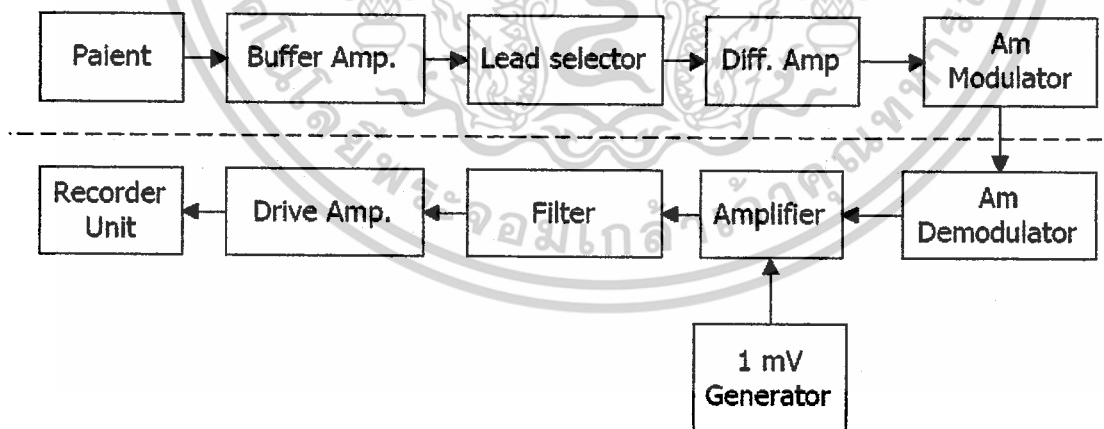 Paient
Buffer Amp.
Lead selector
Diff. Amp
Am
Modulator
Recorder
Unit
Drive Amp.
Filter
Amplifier
Am
Demodulator
1 mV
Generator